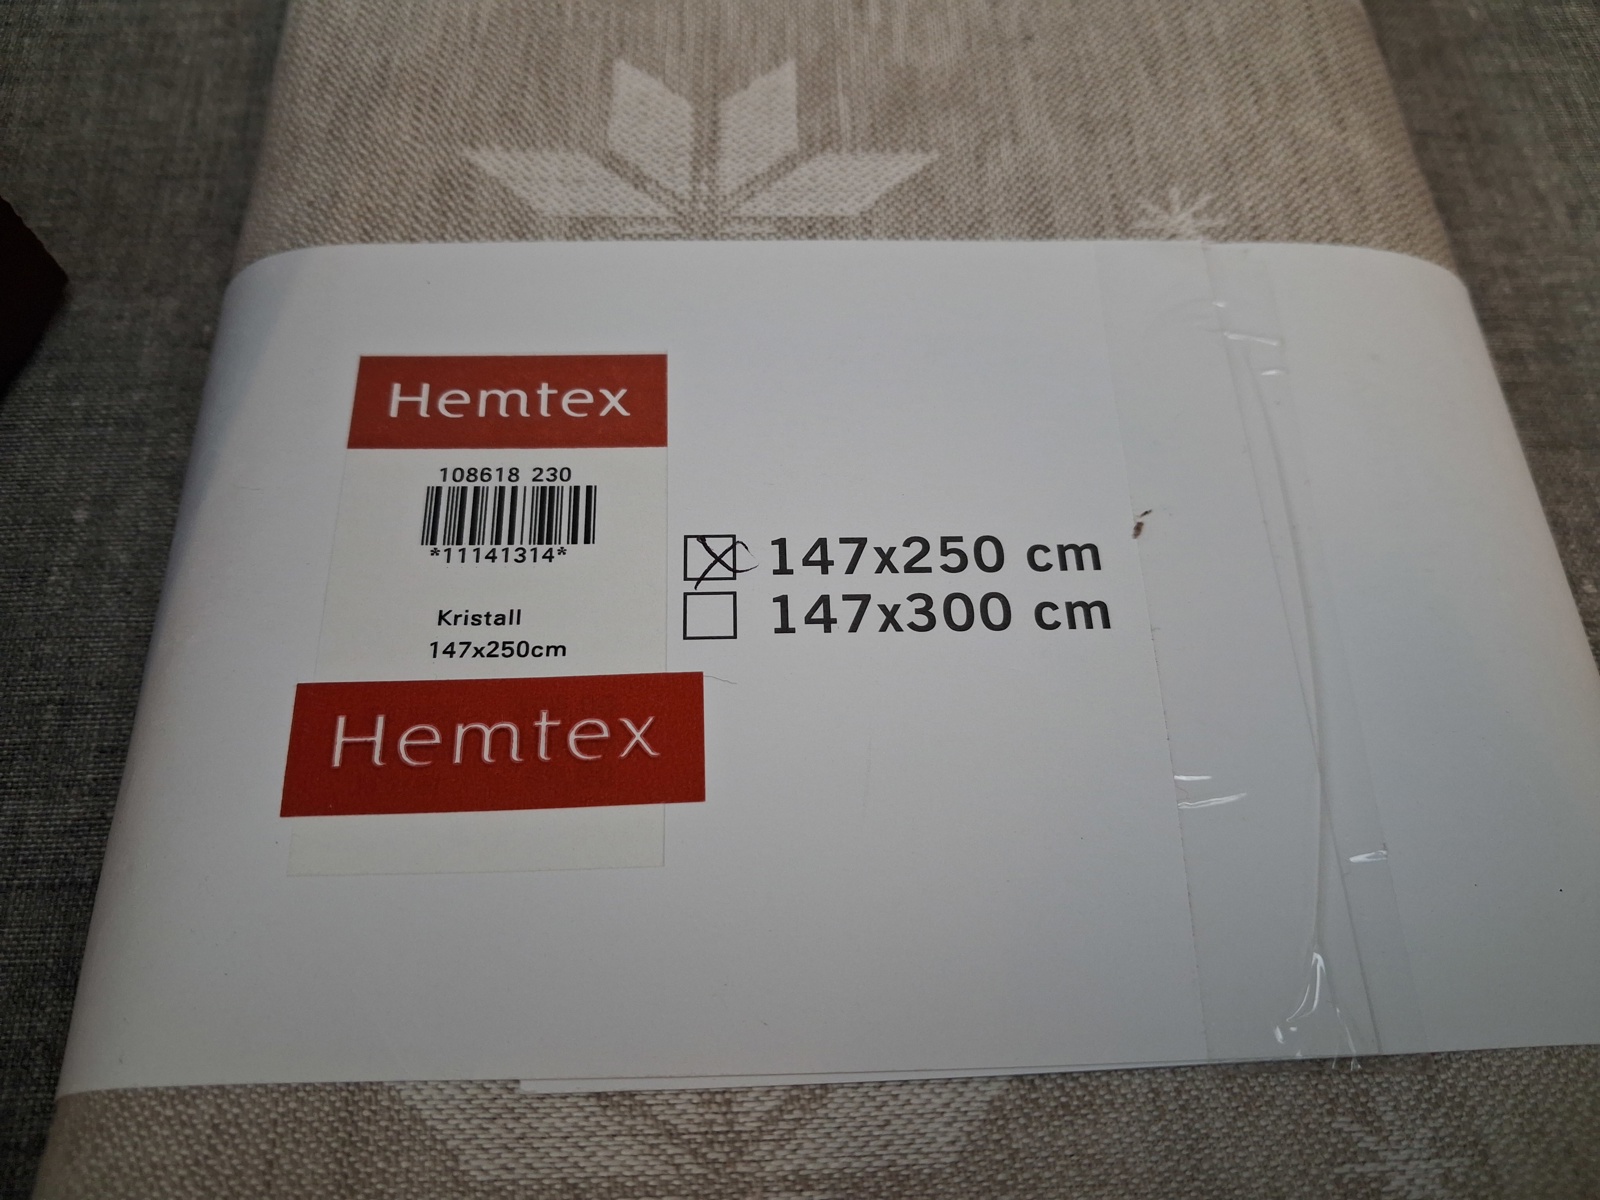 Hemtex
108618 230
*11141314*
Kristall
147x250cm
Hemtex
147x250 cm
147x300 cm